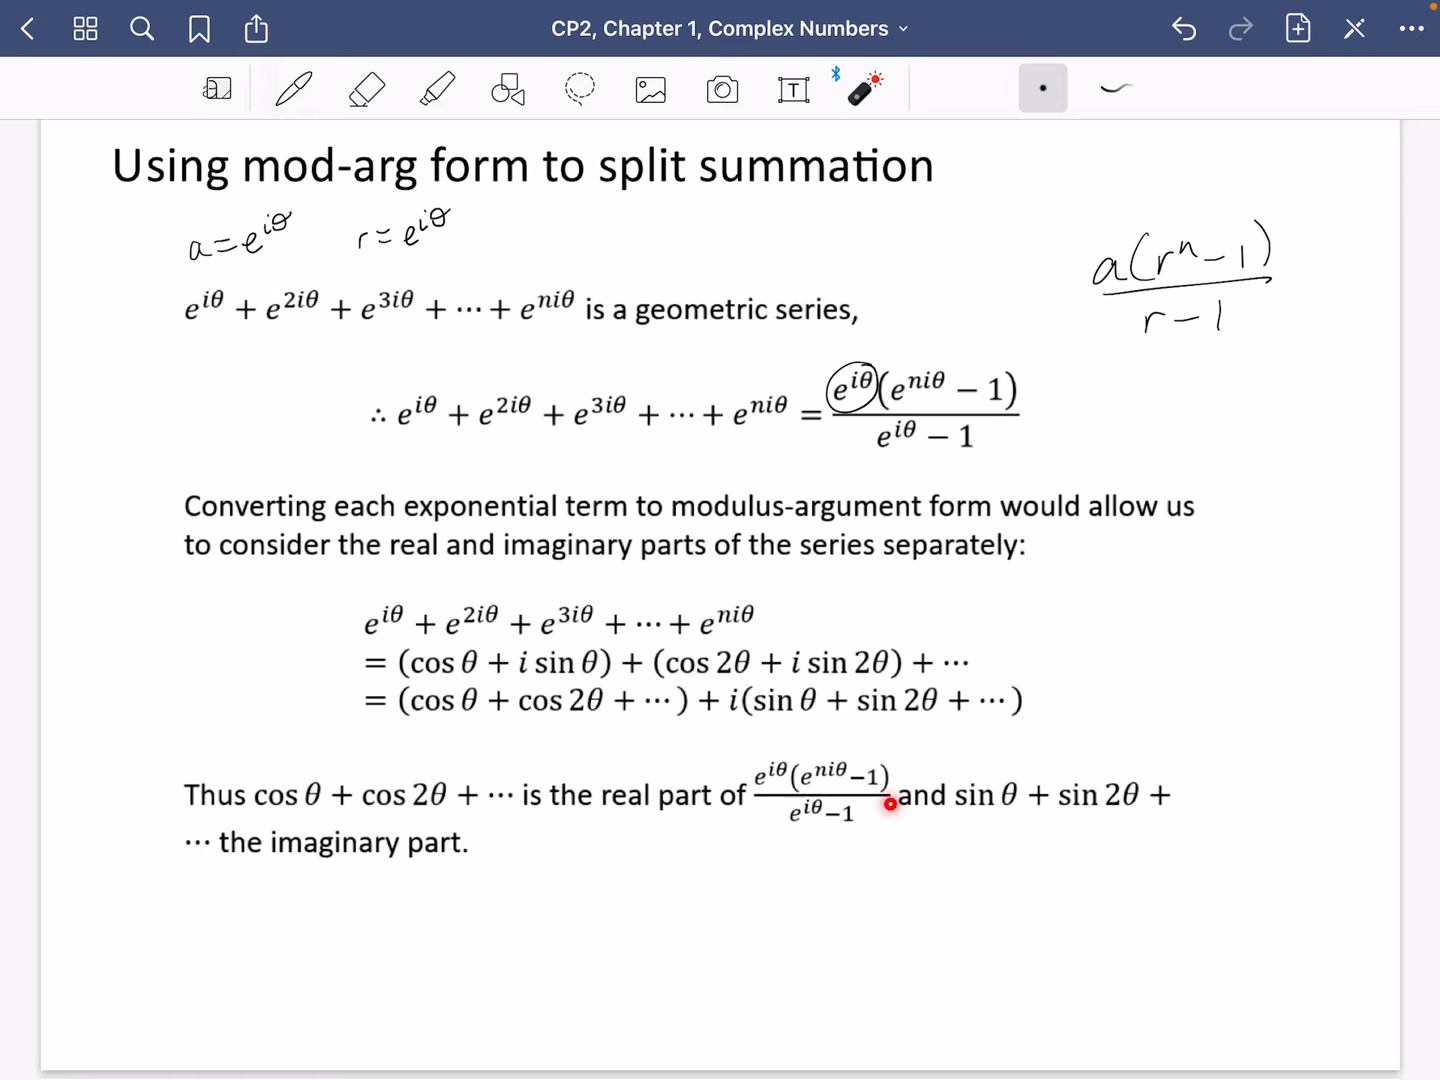 CP2, Chapter 1, Complex Numbers
a
T
Using mod-arg form to split summation
a = e^{iθ} r = e^{iθ}
\frac{a(r^n - 1)}{r - 1}
e^{iθ} + e^{2iθ} + e^{3iθ} + ⋯ + e^{niθ} is a geometric series,
∴ e^{iθ} + e^{2iθ} + e^{3iθ} + ⋯ + e^{niθ} = \frac{e^{iθ}(e^{niθ} − 1)}{e^{iθ} − 1}
Converting each exponential term to modulus-argument form would allow us
to consider the real and imaginary parts of the series separately:
e^{iθ} + e^{2iθ} + e^{3iθ} + ⋯ + e^{niθ}
= (cos θ + i sin θ) + (cos 2θ + i sin 2θ) + ⋯
= (cos θ + cos 2θ + ⋯ ) + i(sin θ + sin 2θ + ⋯ )
Thus cos θ + cos 2θ + ⋯ is the real part of \frac{e^{iθ}(e^{niθ}−1)}{e^{iθ}−1} and sin θ + sin 2θ +
⋯ the imaginary part.